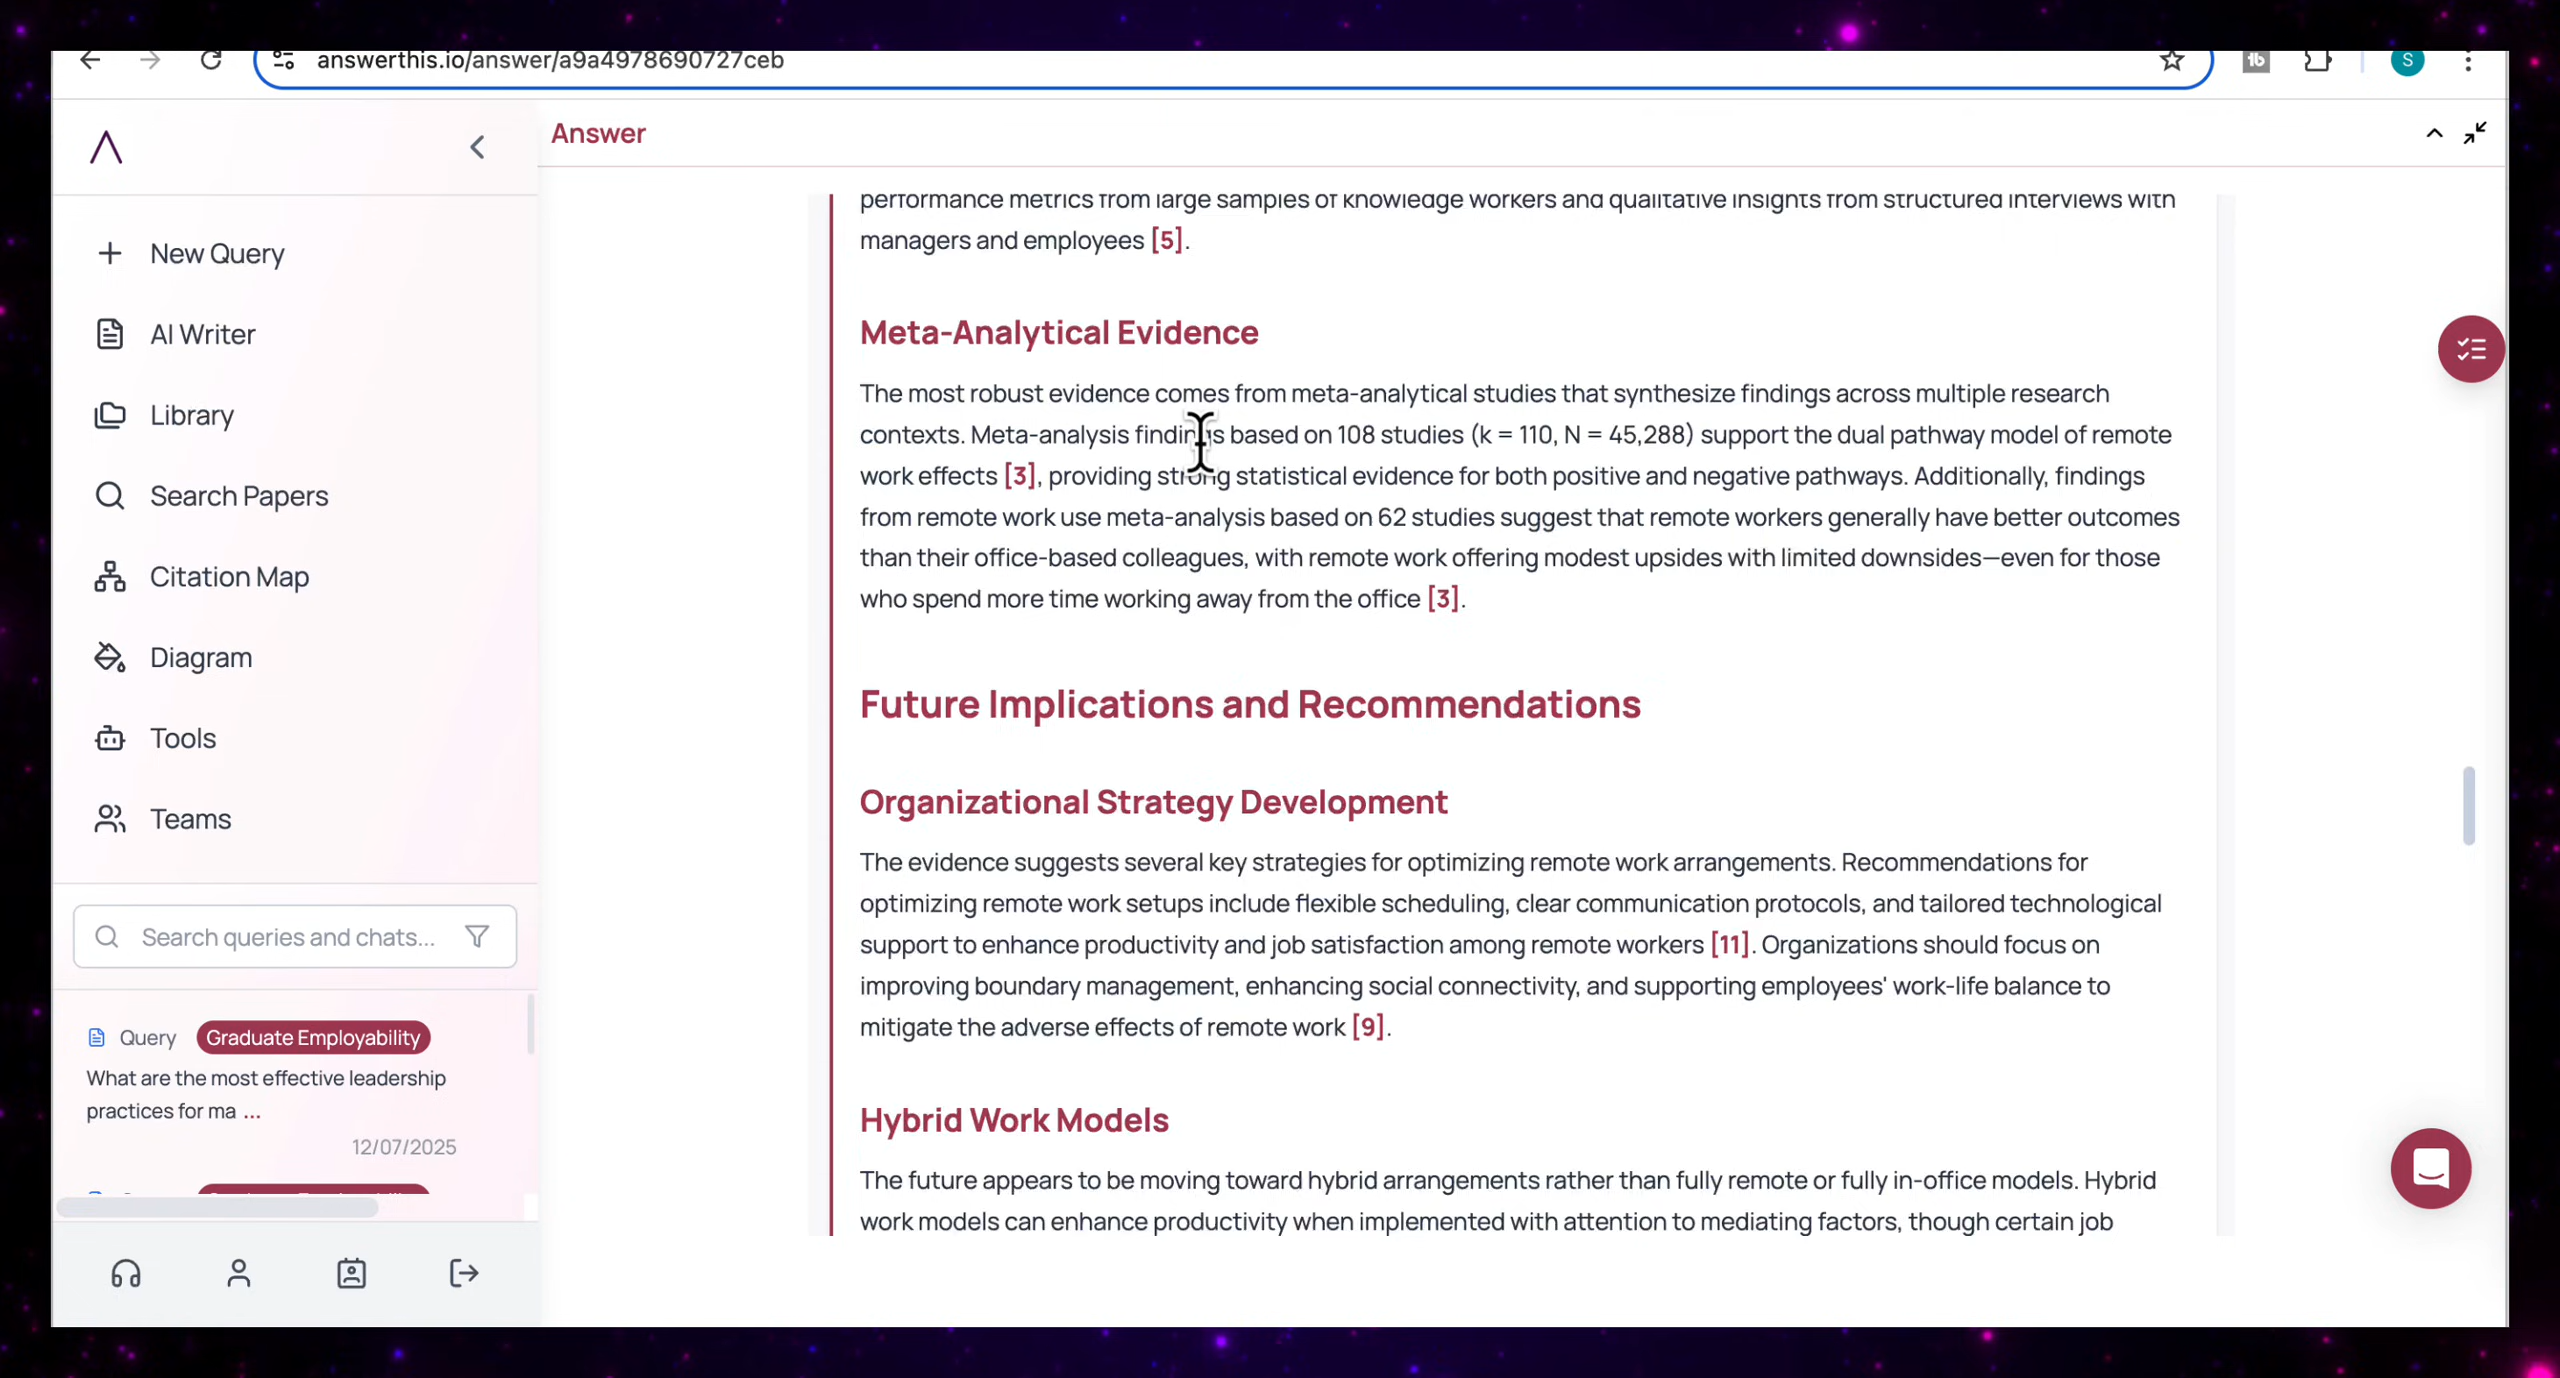 answerthis.io/answer/a9a4978690727ceb
S
Answer
New Query
AI Writer
Library
Search Papers
Citation Map
Diagram
Tools
Teams
Search queries and chats...
Query Graduate Employability
What are the most effective leadership
practices for ma ...
12/07/2025
performance metrics from large samples of knowledge workers and qualitative insights from structured interviews with
managers and employees [5].
Meta-Analytical Evidence
The most robust evidence comes from meta-analytical studies that synthesize findings across multiple research
contexts. Meta-analysis findings based on 108 studies (k = 110, N = 45,288) support the dual pathway model of remote
work effects [3], providing strong statistical evidence for both positive and negative pathways. Additionally, findings
from remote work use meta-analysis based on 62 studies suggest that remote workers generally have better outcomes
than their office-based colleagues, with remote work offering modest upsides with limited downsides—even for those
who spend more time working away from the office [3].
Future Implications and Recommendations
Organizational Strategy Development
The evidence suggests several key strategies for optimizing remote work arrangements. Recommendations for
optimizing remote work setups include flexible scheduling, clear communication protocols, and tailored technological
support to enhance productivity and job satisfaction among remote workers [11]. Organizations should focus on
improving boundary management, enhancing social connectivity, and supporting employees' work-life balance to
mitigate the adverse effects of remote work [9].
Hybrid Work Models
The future appears to be moving toward hybrid arrangements rather than fully remote or fully in-office models. Hybrid
work models can enhance productivity when implemented with attention to mediating factors, though certain job